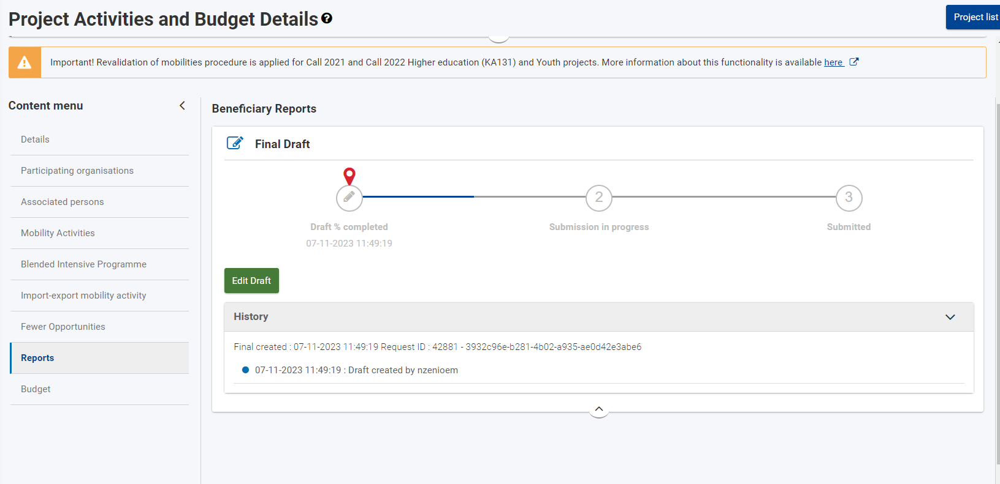 Project Activities and Budget Details
Project list
Important! Revalidation of mobilities procedure is applied for Call 2021 and Call 2022 Higher education (KA131) and Youth projects. More information about this functionality is available here
Content menu
Details
Participating organisations
Associated persons
Mobility Activities
Blended Intensive Programme
Import-export mobility activity
Fewer Opportunities
Reports
Budget
Beneficiary Reports
Final Draft
2
3
Draft % completed
Submission in progress
Submitted
07-11-2023 11:49:19
Edit Draft
History
Final created : 07-11-2023 11:49:19 Request ID : 42881 - 3932c96e-b281-4b02-a935-ae0d42e3abe6
07-11-2023 11:49:19 : Draft created by nzenioem